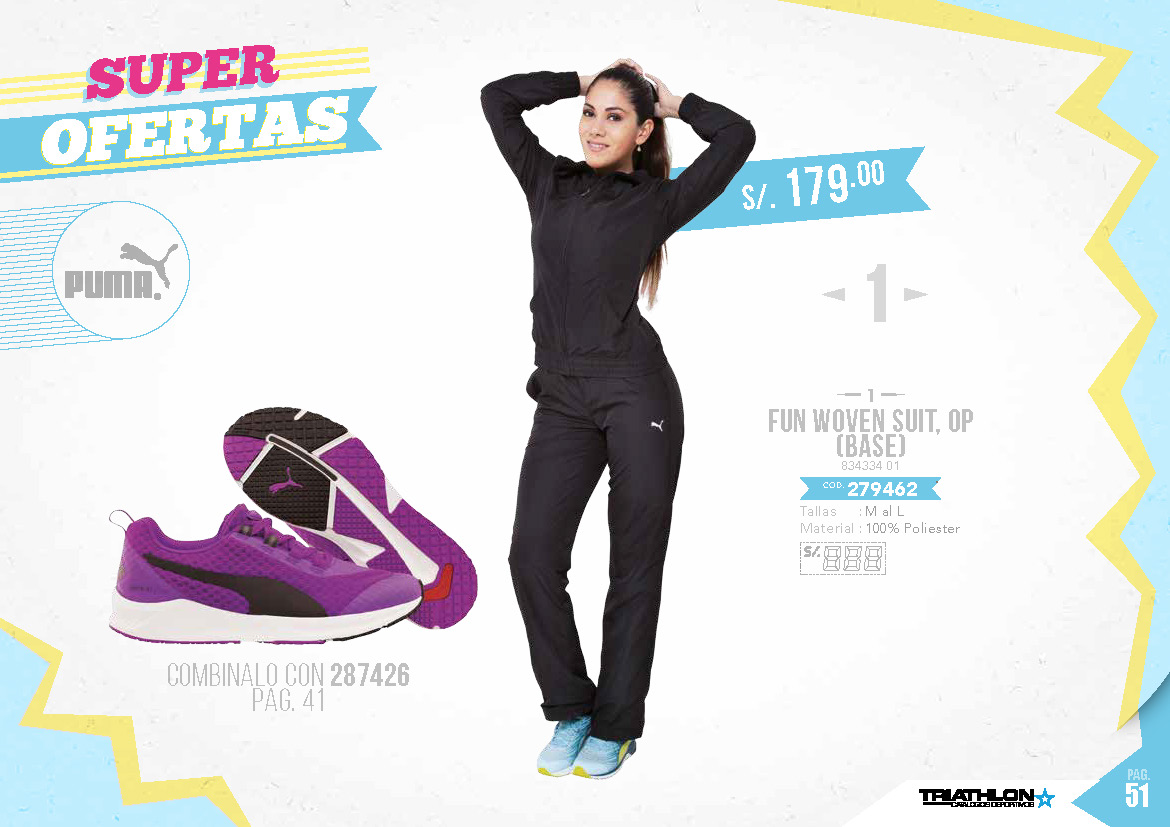 SUPER
OFERTAS
PUMA.
S/. 179.00
1
1
FUN WOVEN SUIT, OP
(BASE)
834334 01
COD. 279462
Tallas : M al L
Material : 100% Poliester
S/. 888
COMBINALO CON 287426
PAG. 41
TRIATHLON
CATALOGOS DEPORTIVOS
PAG.
51